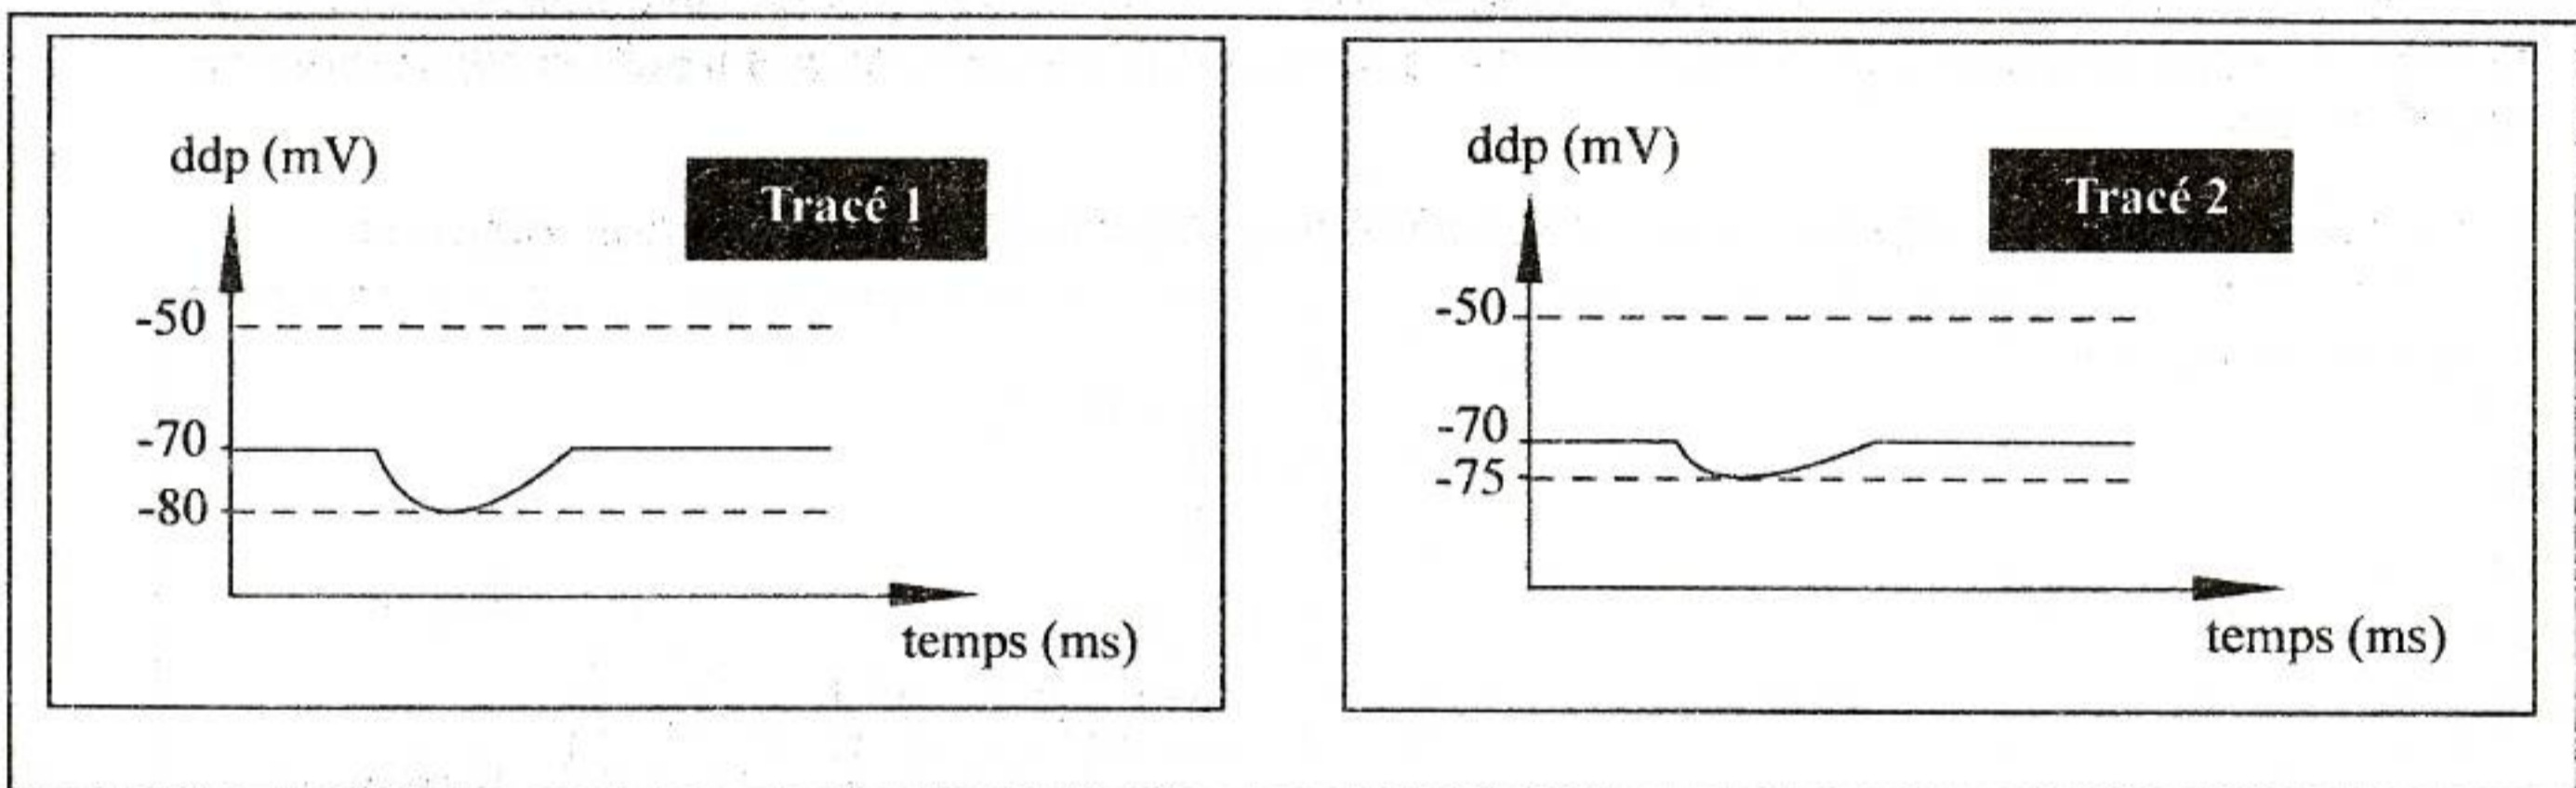 ddp (mV)
Tracé 1
-50
-70
-80
temps (ms)
ddp (mV)
Tracé 2
-50
-70
-75
temps (ms)